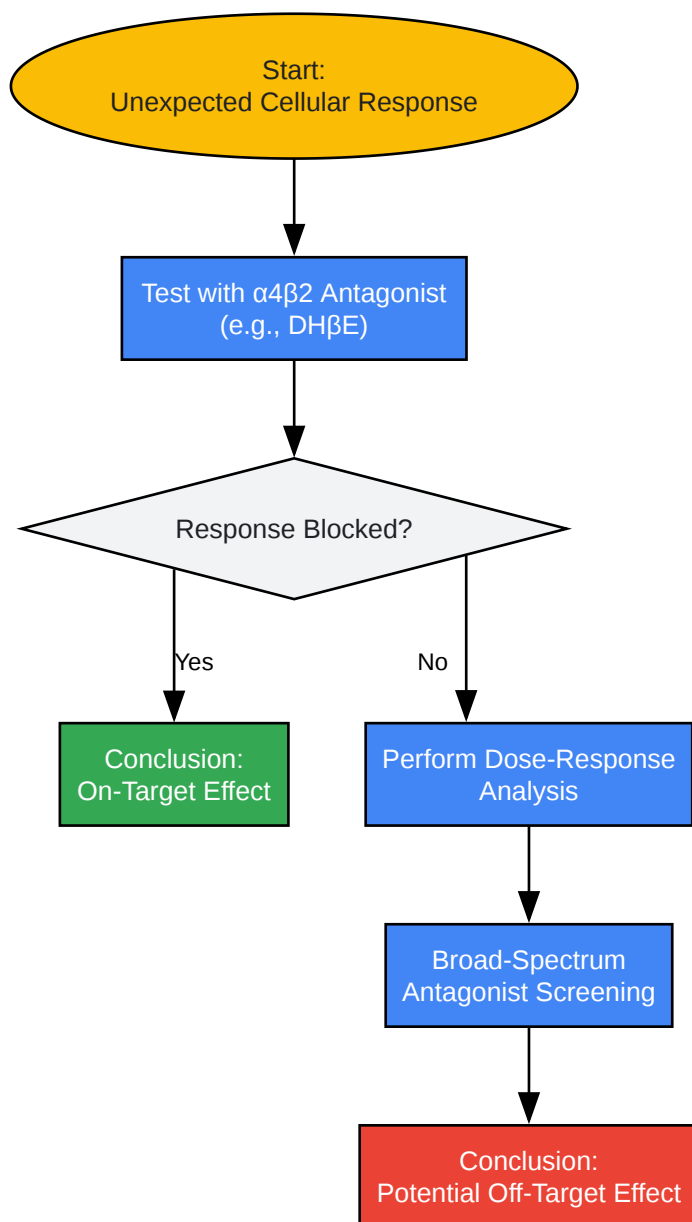 Start:
Unexpected Cellular Response
Test with α4β2 Antagonist
(e.g., DHβE)
Response Blocked?
Yes
No
Conclusion:
On-Target Effect
Perform Dose-Response
Analysis
Broad-Spectrum
Antagonist Screening
Conclusion:
Potential Off-Target Effect